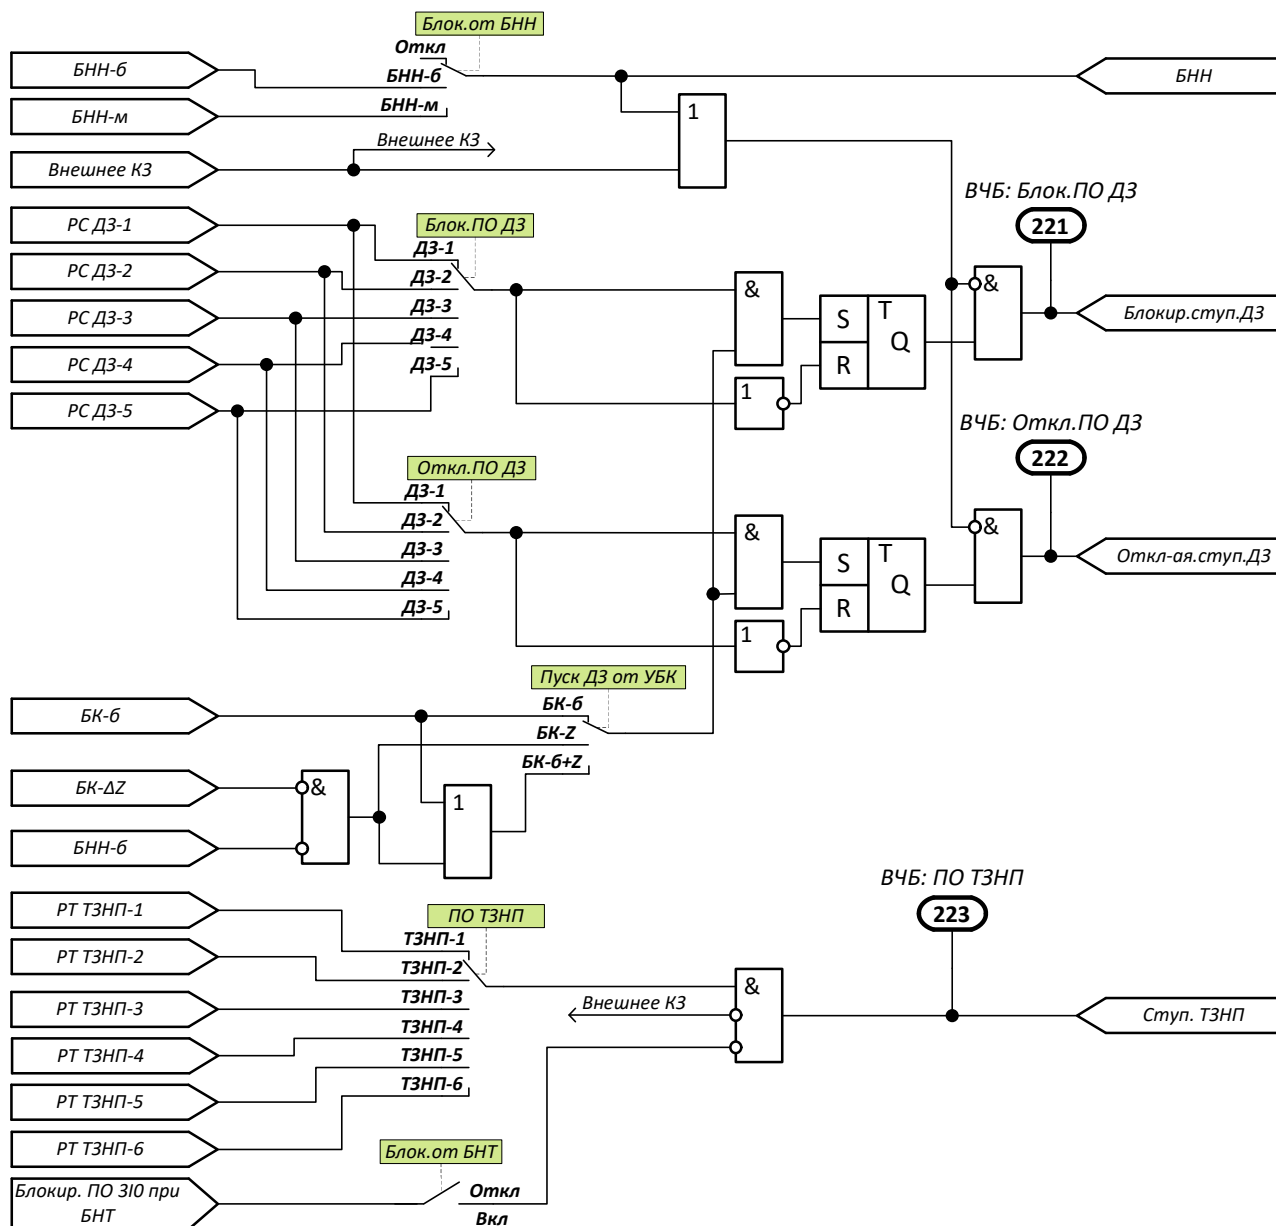 Блок.от БНН
Откл
БНН-б
БНН-б
БНН
БНН-м
БНН-м
1
Внешнее КЗ
Внешнее КЗ
ВЧБ: Блок.ПО ДЗ
221
РС ДЗ-1
Блок.ПО ДЗ
ДЗ-1
РС ДЗ-2
ДЗ-2
&
&
РС ДЗ-3
ДЗ-3
S
T
Блокир.ступ.ДЗ
ДЗ-4
Q
РС ДЗ-4
ДЗ-5
R
1
РС ДЗ-5
ВЧБ: Откл.ПО ДЗ
222
Откл.ПО ДЗ
ДЗ-1
ДЗ-2
&
&
ДЗ-3
S
T
Откл-ая.ступ.ДЗ
ДЗ-4
Q
ДЗ-5
R
1
Пуск ДЗ от УБК
БК-б
БК-б
БК-Z
БК-б+Z
БК-ΔZ
&
1
БНН-б
ВЧБ: ПО ТЗНП
223
РТ ТЗНП-1
ПО ТЗНП
ТЗНП-1
РТ ТЗНП-2
ТЗНП-2
&
ТЗНП-3
РТ ТЗНП-3
Внешнее КЗ
Ступ. ТЗНП
ТЗНП-4
РТ ТЗНП-4
ТЗНП-5
ТЗНП-6
РТ ТЗНП-5
РТ ТЗНП-6
Блок.от БНТ
Блокир. ПО 3I0 при
БНТ
Откл
Вкл